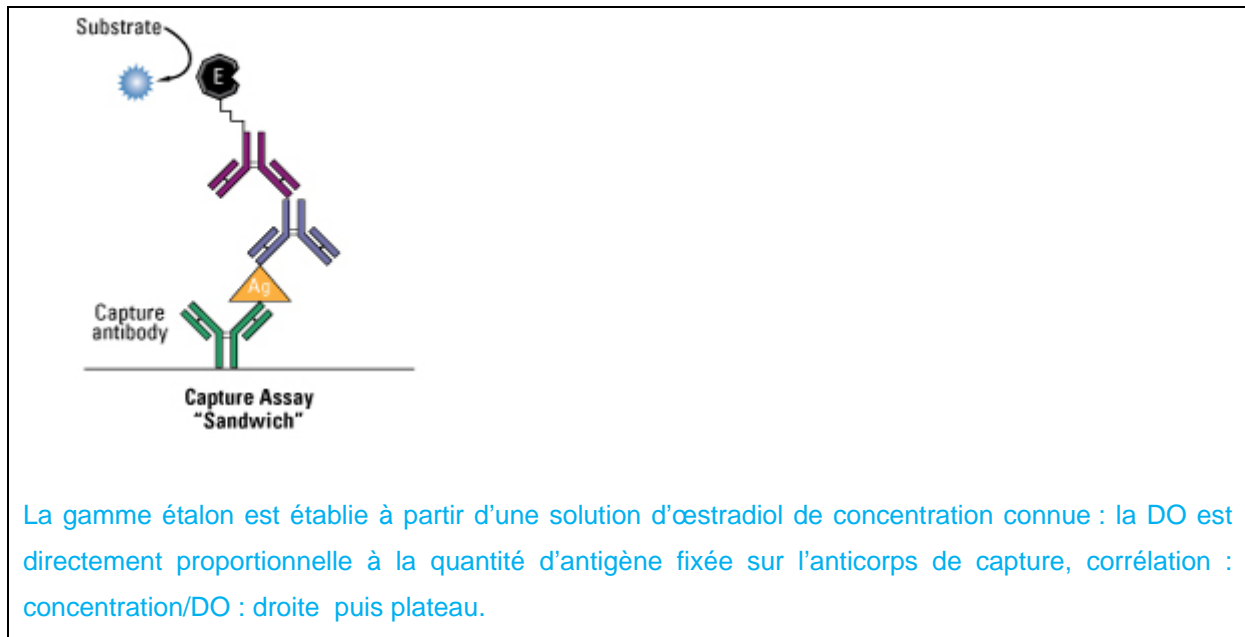 Substrate
E
Ag
Capture
antibody
Capture Assay
"Sandwich"
La gamme étalon est établie à partir d’une solution d’œstradiol de concentration connue : la DO est
directement proportionnelle à la quantité d’antigène fixée sur l’anticorps de capture, corrélation :
concentration/DO : droite puis plateau.